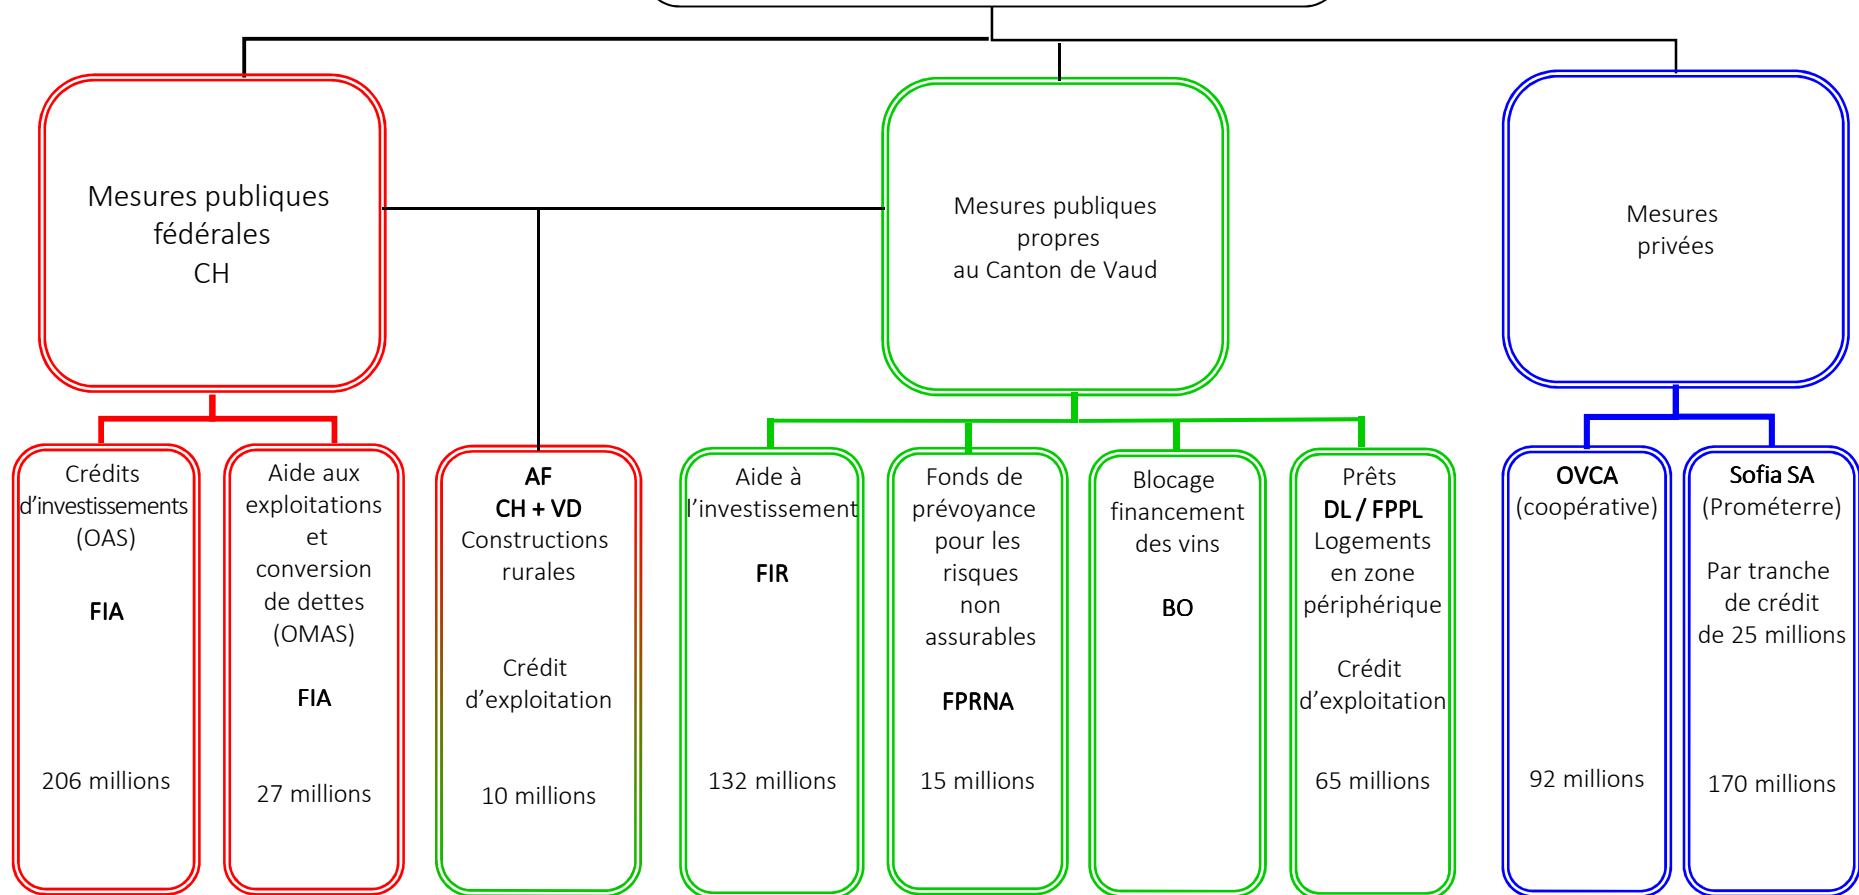 Mesures publiques
fédérales
CH
Mesures publiques
propres
au Canton de Vaud
Mesures
privées
Crédits
d'investissements
(OAS)
FIA
206 millions
Aide aux
exploitations
et
conversion
de dettes
(OMAS)
FIA
27 millions
AF
CH + VD
Constructions
rurales
Crédit
d'exploitation
10 millions
Aide à
l'investissement
FIR
132 millions
Fonds de
prévoyance
pour les
risques
non
assurables
FPRNA
15 millions
Blocage
financement
des vins
BO
Prêts
DL / FPPL
Logements
en zone
périphérique
Crédit
d'exploitation
65 millions
OVCA
(coopérative)
92 millions
Sofia SA
(Prométerre)
Par tranche
de crédit
de 25 millions
170 millions